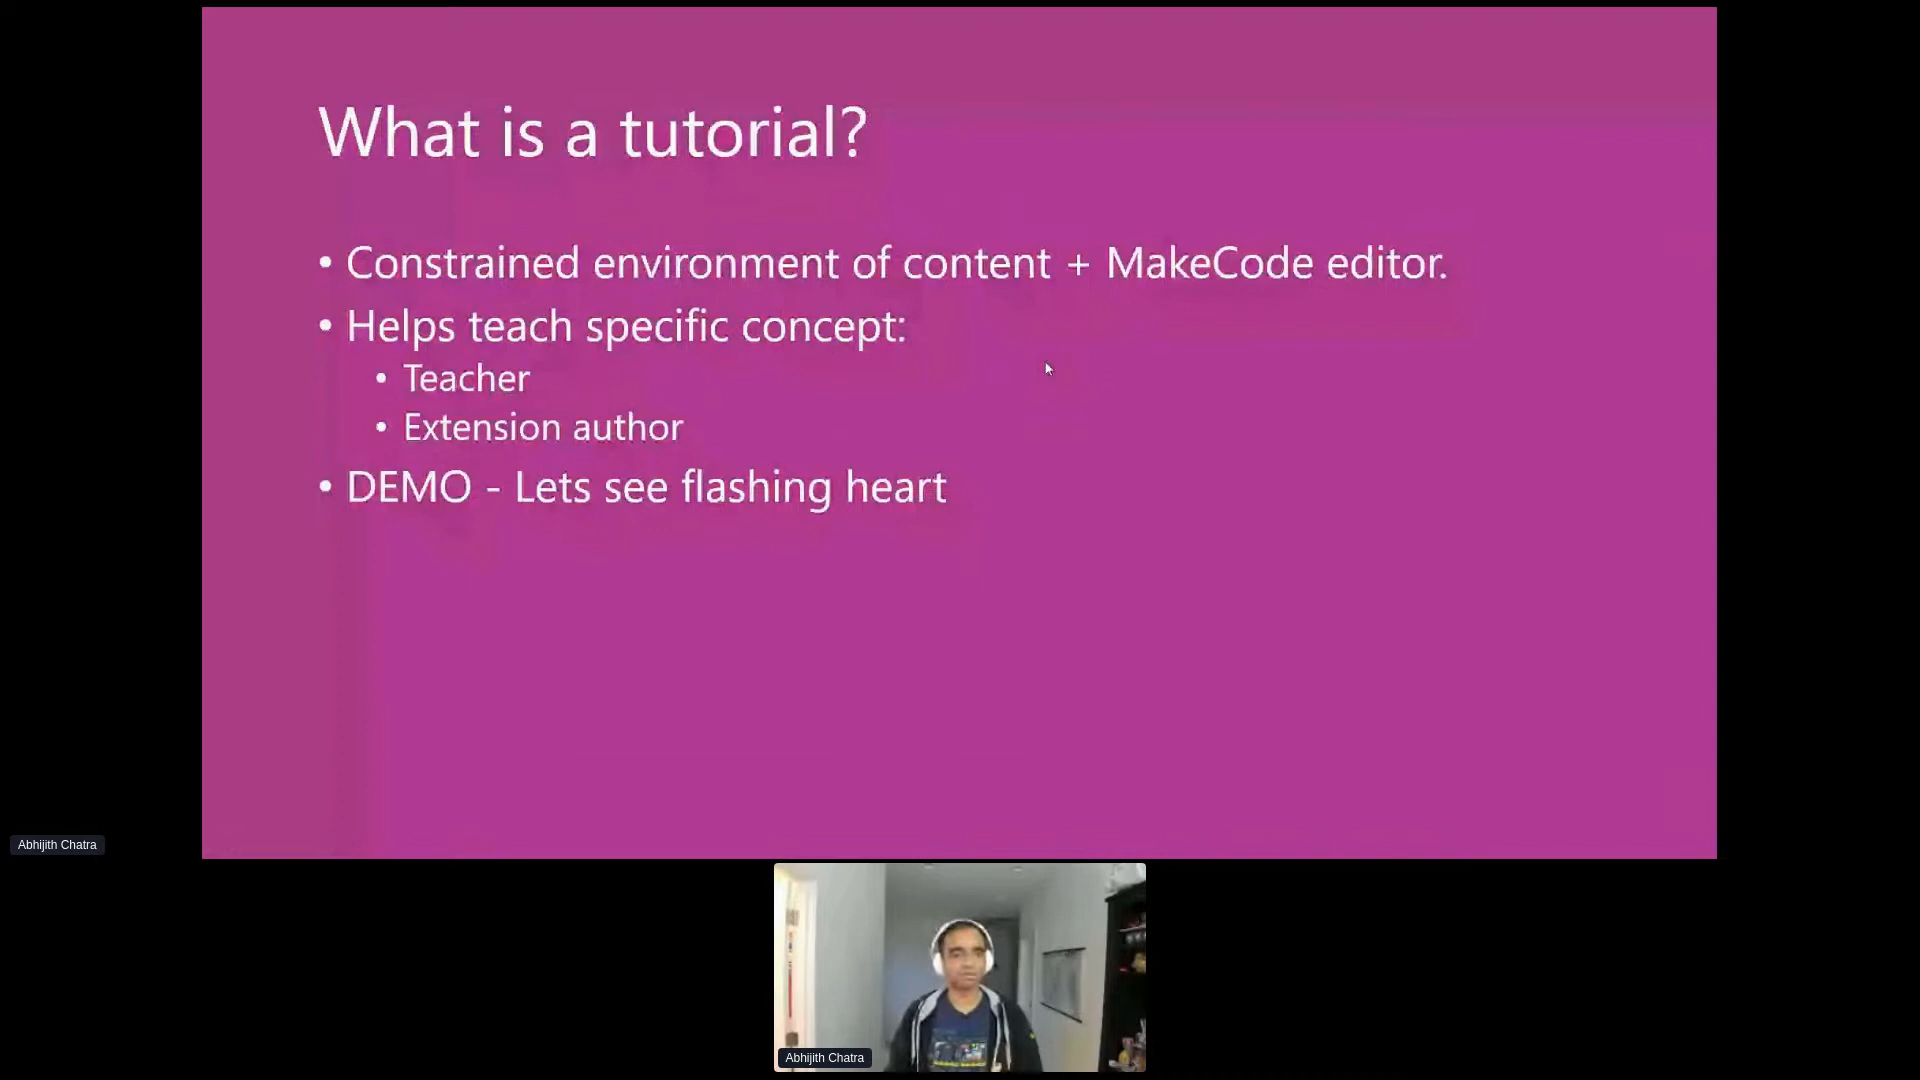 What is a tutorial?
• Constrained environment of content + MakeCode editor.
• Helps teach specific concept:
• Teacher
• Extension author
• DEMO - Lets see flashing heart
Abhijith Chatra
Abhijith Chatra